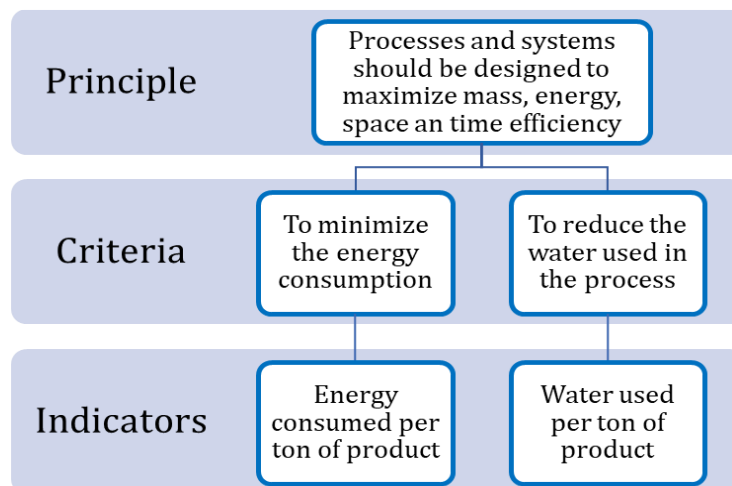 Principle
Processes and systems
should be designed to
maximize mass, energy,
space an time efficiency
Criteria
To minimize
the energy
consumption
To reduce the
water used in
the process
Indicators
Energy
consumed per
ton of product
Water used
per ton of
product